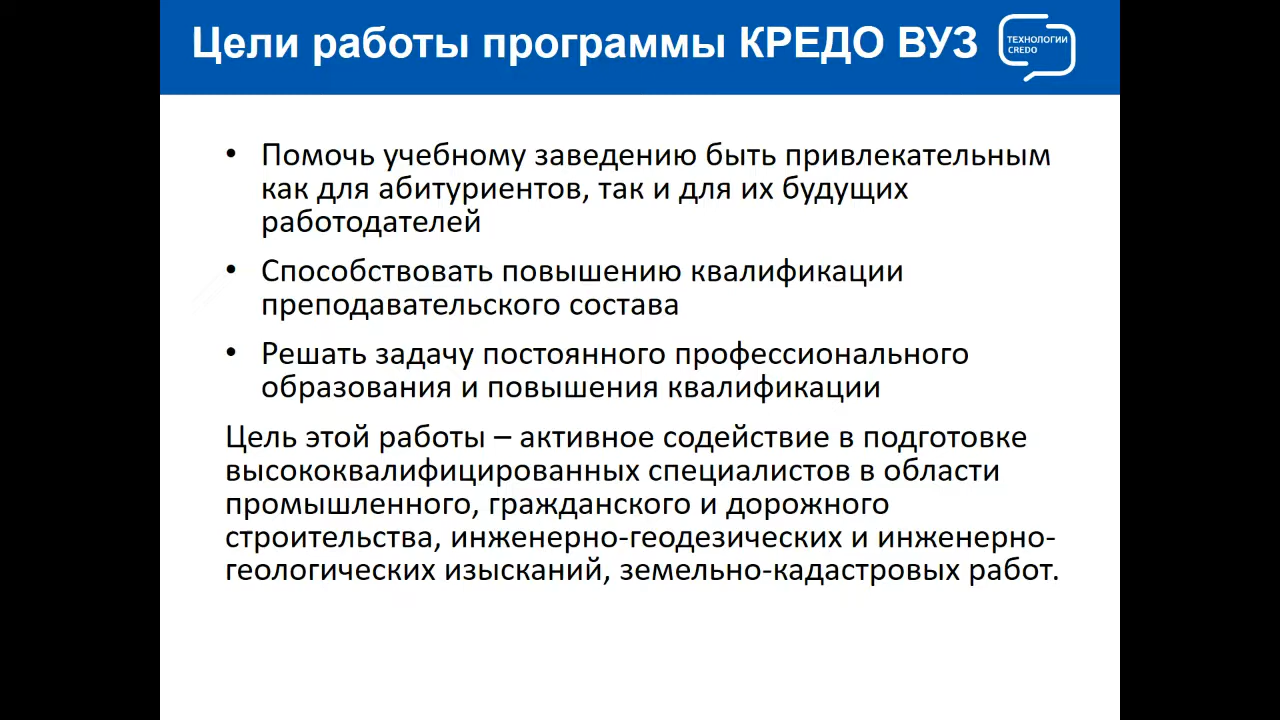 Цели работы программы КРЕДО ВУЗ
ТЕХНОЛОГИИ
CREDO
• Помочь учебному заведению быть привлекательным
как для абитуриентов, так и для их будущих
работодателей
• Способствовать повышению квалификации
преподавательского состава
• Решать задачу постоянного профессионального
образования и повышения квалификации
Цель этой работы – активное содействие в подготовке
высококвалифицированных специалистов в области
промышленного, гражданского и дорожного
строительства, инженерно-геодезических и инженерно-
геологических изысканий, земельно-кадастровых работ.